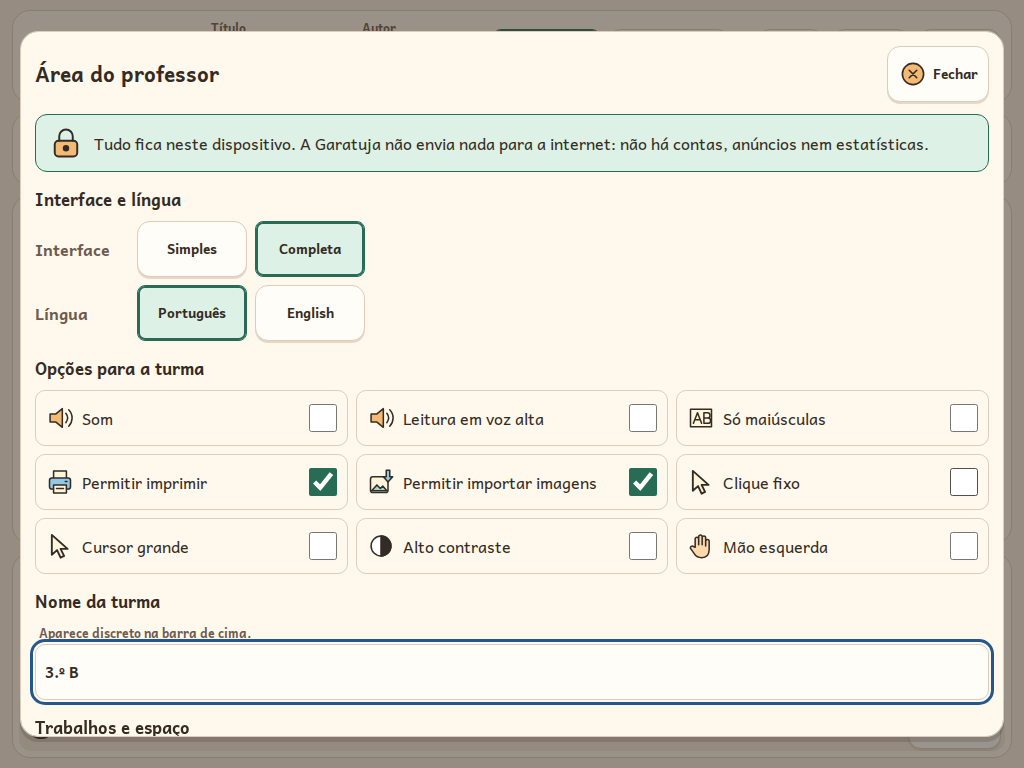 Título Autor
Área do professor
Fechar
Tudo fica neste dispositivo. A Garatuja não envia nada para a internet: não há contas, anúncios nem estatísticas.
Interface e língua
Interface Simples Completa
Língua Português English
Opções para a turma
Som Leitura em voz alta Só maiúsculas
AB
Permitir imprimir Permitir importar imagens Clique fixo
Cursor grande Alto contraste Mão esquerda
Nome da turma
Aparece discreto na barra de cima.
3.º B
Trabalhos e espaço